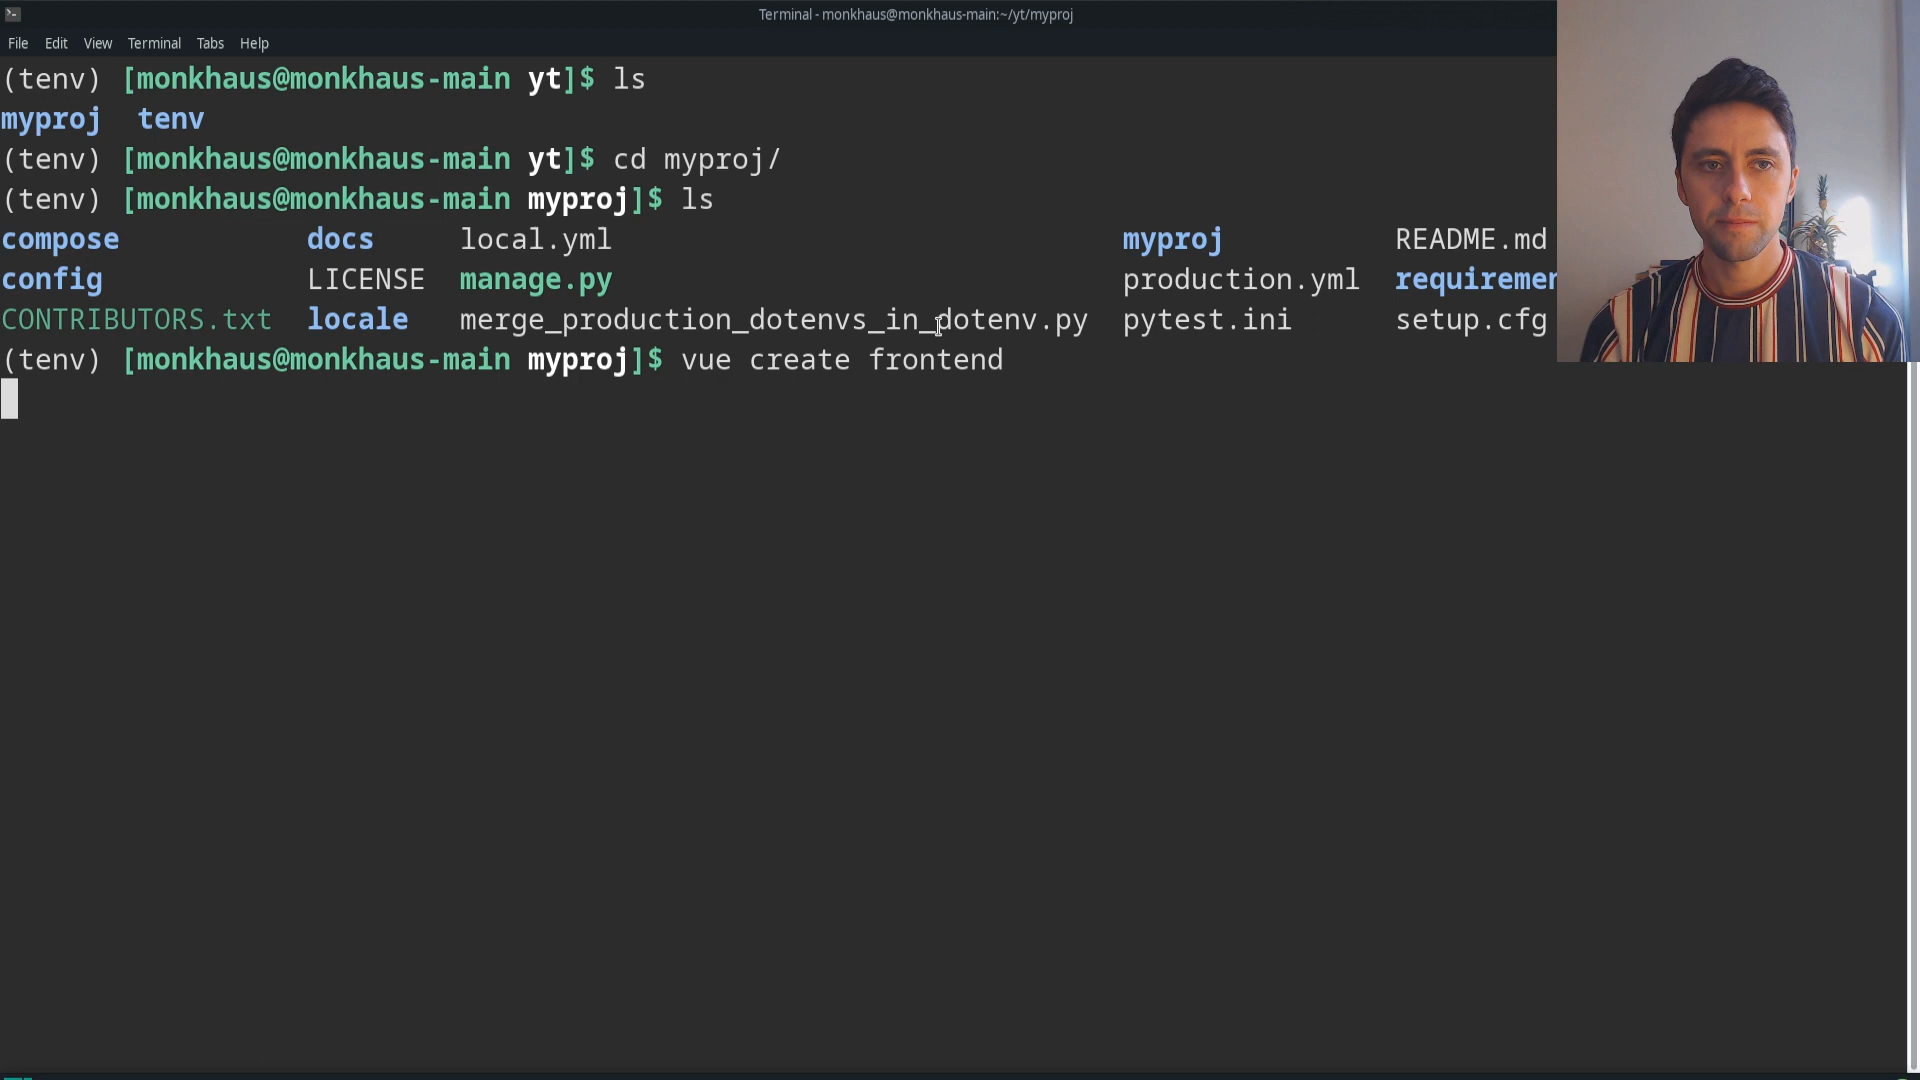 Terminal - monkhaus@monkhaus-main:~/yt/myproj
File Edit View Terminal Tabs Help
(tenv) [monkhaus@monkhaus-main yt]$ ls
myproj tenv
(tenv) [monkhaus@monkhaus-main yt]$ cd myproj/
(tenv) [monkhaus@monkhaus-main myproj]$ ls
compose docs local.yml myproj README.md
config LICENSE manage.py production.yml requiremen
CONTRIBUTORS.txt locale merge_production_dotenvs_in_dotenv.py pytest.ini setup.cfg
(tenv) [monkhaus@monkhaus-main myproj]$ vue create frontend